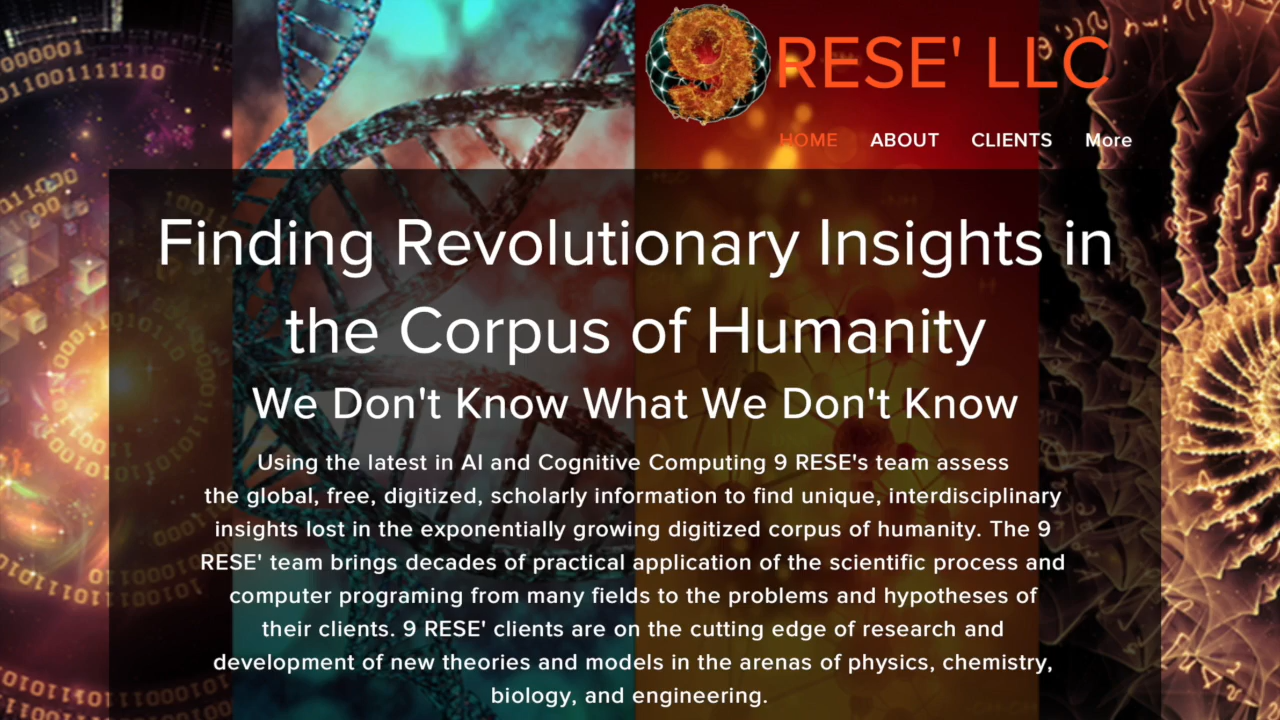 9 RESE' LLC
HOME ABOUT CLIENTS More
Finding Revolutionary Insights in
the Corpus of Humanity
We Don't Know What We Don't Know
Using the latest in AI and Cognitive Computing 9 RESE's team assess
the global, free, digitized, scholarly information to find unique, interdisciplinary
insights lost in the exponentially growing digitized corpus of humanity. The 9
RESE' team brings decades of practical application of the scientific process and
computer programing from many fields to the problems and hypotheses of
their clients. 9 RESE' clients are on the cutting edge of research and
development of new theories and models in the arenas of physics, chemistry,
biology, and engineering.